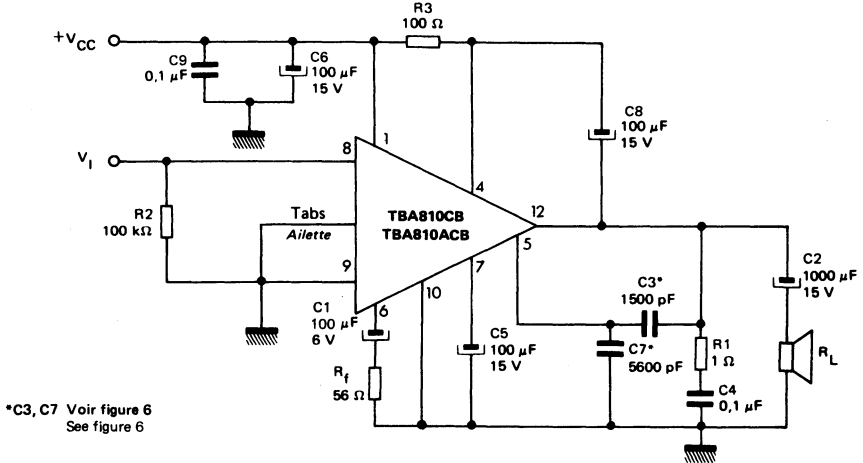 +VCC
R3
100 Ω
C9
0,1 µF
C6
100 µF
15 V
C8
100 µF
15 V
VI
8
1
4
R2
100 kΩ
Tabs
Ailette
TBA810CB
TBA810ACB
12
5
9
7
10
6
C1
100 µF
6 V
C3*
1500 pF
C2
1000 µF
15 V
C5
100 µF
15 V
C7*
5600 pF
R1
1 Ω
RL
Rf
56 Ω
C4
0,1 µF
*C3, C7 Voir figure 6
See figure 6